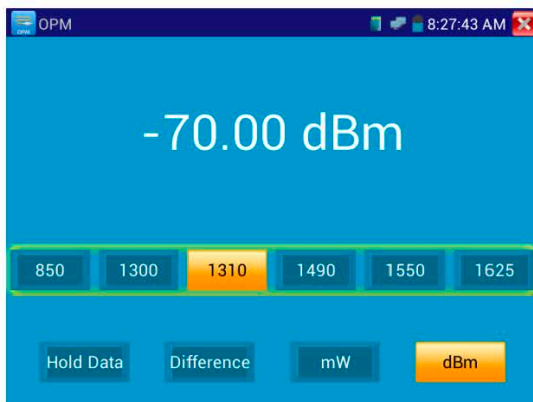 OPM
OPM 8:27:43 AM
-70.00 dBm
850 1300 1310 1490 1550 1625
Hold Data Difference mW dBm